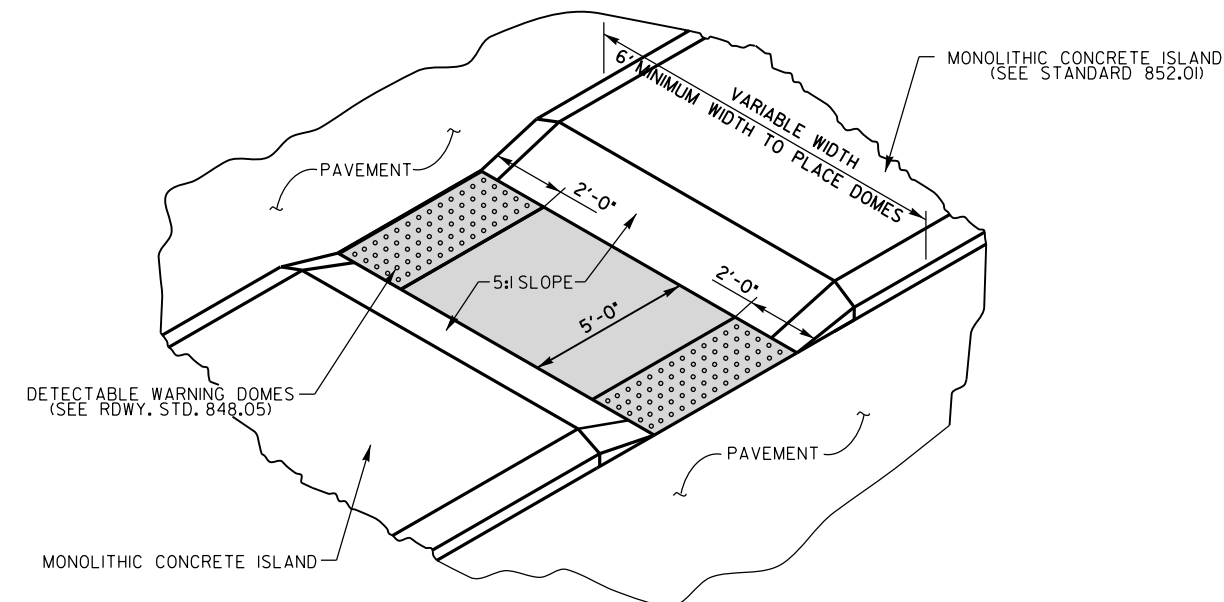 MONOLITHIC CONCRETE ISLAND
(SEE STANDARD 852.01)
VARIABLE WIDTH
6' MINIMUM WIDTH TO PLACE DOMES
PAVEMENT
2'-0"
5:1 SLOPE
2'-0"
5'-0"
DETECTABLE WARNING DOMES
(SEE RDWY. STD. 848.05)
PAVEMENT
MONOLITHIC CONCRETE ISLAND